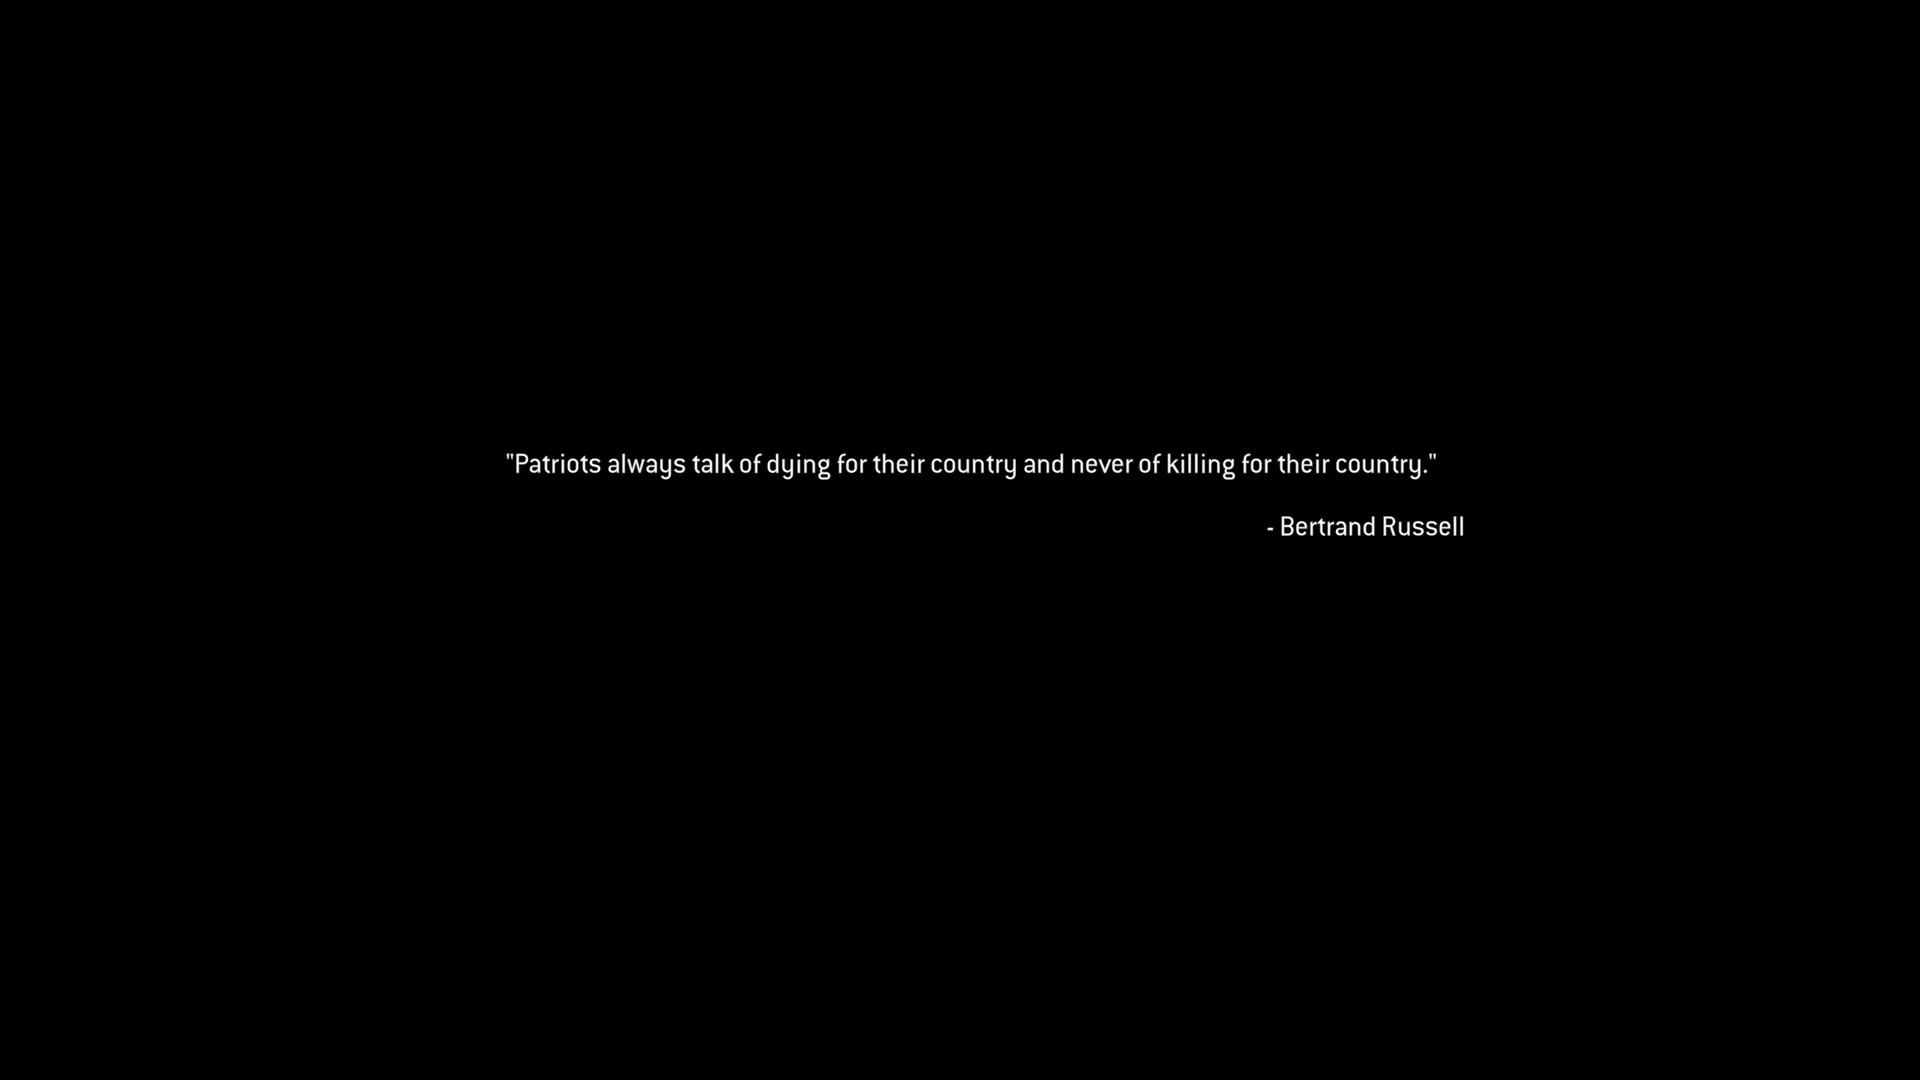 "Patriots always talk of dying for their country and never of killing for their country."
- Bertrand Russell